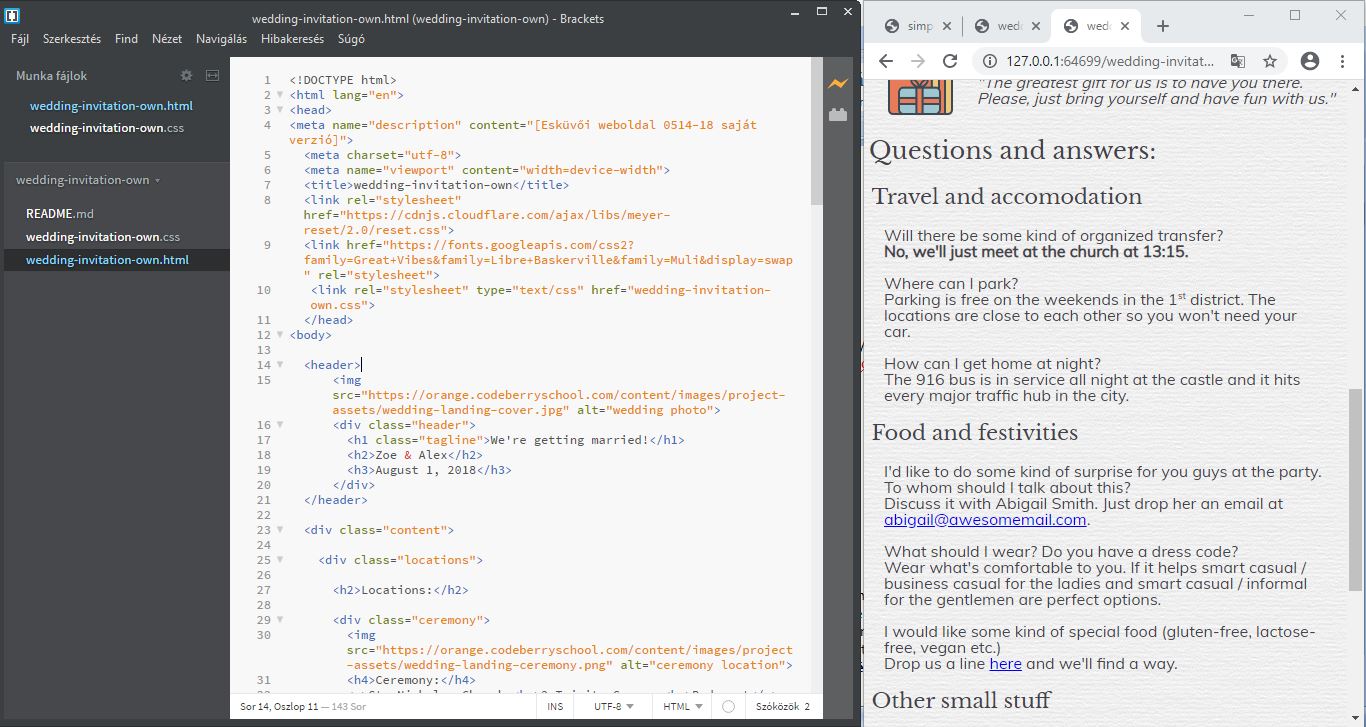 wedding-invitation-own.html (wedding-invitation-own) - Brackets
Fájl Szerkesztés Find Nézet Navigálás Hibakeresés Súgó
Munka fájlok
wedding-invitation-own.html
wedding-invitation-own.css
wedding-invitation-own
README.md
wedding-invitation-own.css
wedding-invitation-own.html
1 <!DOCTYPE html>
2 <html lang="en">
3 <head>
4 <meta name="description" content="[Esküvői weboldal 0514-18 saját
verzió]">
5 <meta charset="utf-8">
6 <meta name="viewport" content="width=device-width">
7 <title>wedding-invitation-own</title>
8 <link rel="stylesheet"
href="https://cdnjs.cloudflare.com/ajax/libs/meyer-
reset/2.0/reset.css">
9 <link href="https://fonts.googleapis.com/css2?
family=Great+Vibes&family=Libre+Baskerville&family=Muli&display=swap
" rel="stylesheet">
10 <link rel="stylesheet" type="text/css" href="wedding-invitation-
own.css">
11 </head>
12 <body>
13
14 <header>
15 <img
src="https://orange.codeberryschool.com/content/images/project-
assets/wedding-landing-cover.jpg" alt="wedding photo">
16 <div class="header">
17 <h1 class="tagline">We're getting married!</h1>
18 <h2>Zoe & Alex</h2>
19 <h3>August 1, 2018</h3>
20 </div>
21 </header>
22
23 <div class="content">
24
25 <div class="locations">
26
27 <h2>Locations:</h2>
28
29 <div class="ceremony">
30 <img
src="https://orange.codeberryschool.com/content/images/project
-assets/wedding-landing-ceremony.png" alt="ceremony location">
31 <h4>Ceremony:</h4>
Sor 14, Oszlop 11 — 143 Sor INS UTF-8 HTML Szóközök 2
simp wed wed
127.0.0.1:64699/wedding-invitat...
"The greatest gift for us is to have you there.
Please, just bring yourself and have fun with us."
Questions and answers:
Travel and accomodation
Will there be some kind of organized transfer?
No, we'll just meet at the church at 13:15.
Where can I park?
Parking is free on the weekends in the 1st district. The
locations are close to each other so you won't need your
car.
How can I get home at night?
The 916 bus is in service all night at the castle and it hits
every major traffic hub in the city.
Food and festivities
I'd like to do some kind of surprise for you guys at the party.
To whom should I talk about this?
Discuss it with Abigail Smith. Just drop her an email at
abigail@awesomemail.com.
What should I wear? Do you have a dress code?
Wear what's comfortable to you. If it helps smart casual /
business casual for the ladies and smart casual / informal
for the gentlemen are perfect options.
I would like some kind of special food (gluten-free, lactose-
free, vegan etc.)
Drop us a line here and we'll find a way.
Other small stuff